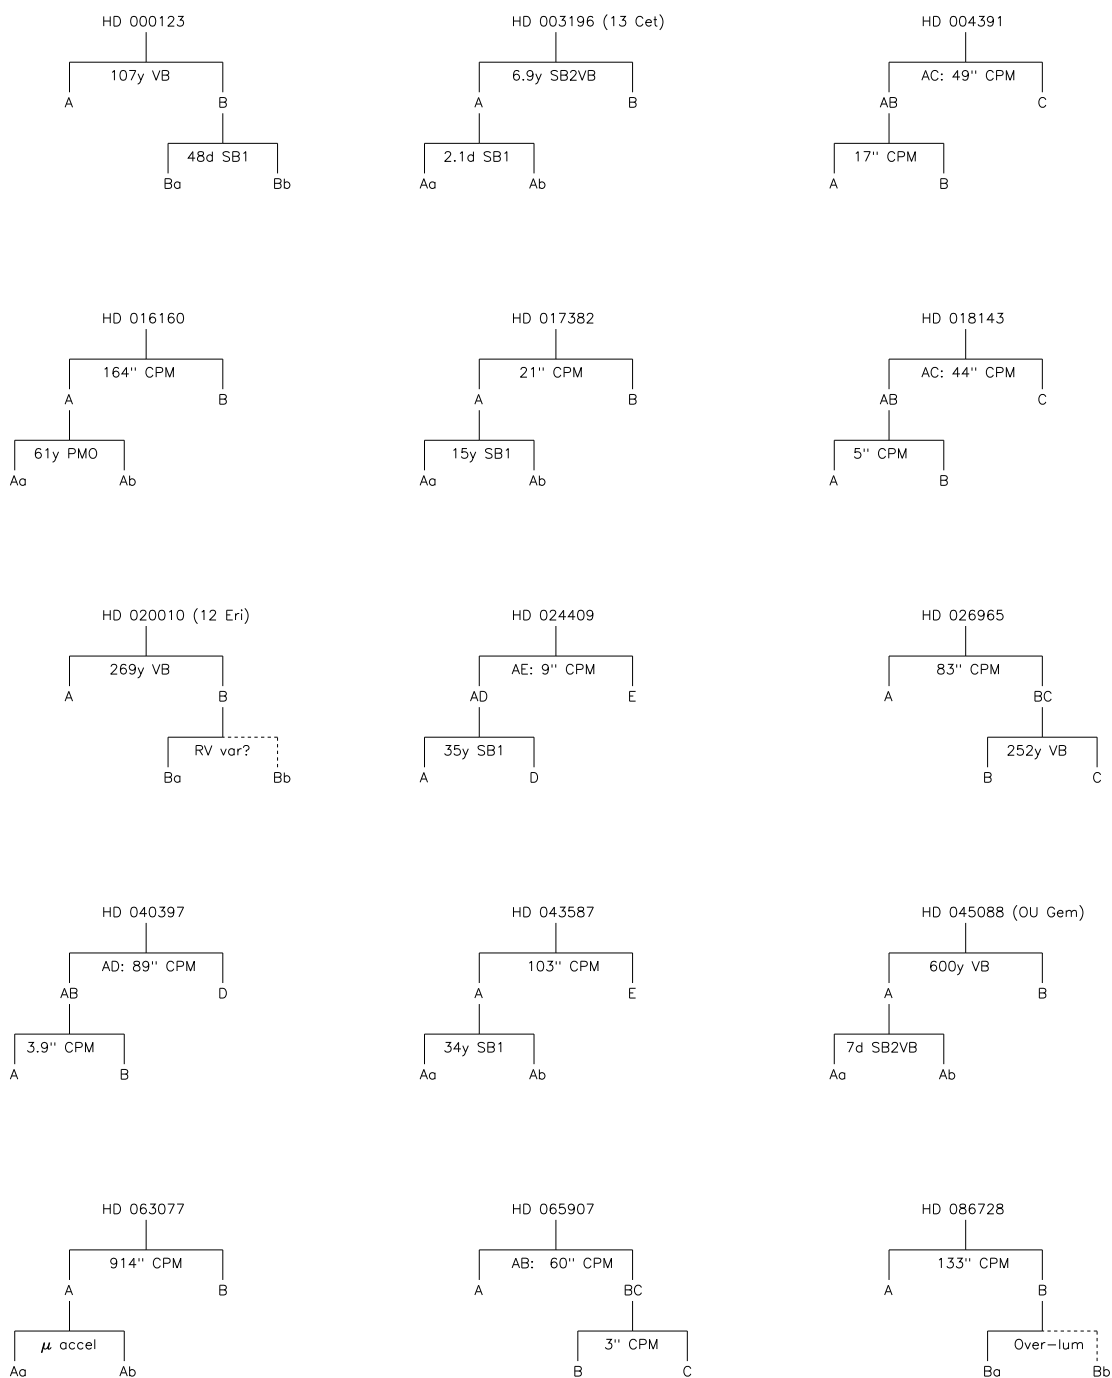 HD 000123
107y VB
A B
48d SB1
Ba Bb
HD 003196 (13 Cet)
6.9y SB2VB
A B
2.1d SB1
Aa Ab
HD 004391
AC: 49" CPM
AB C
17" CPM
A B
HD 016160
164" CPM
A B
61y PMO
Aa Ab
HD 017382
21" CPM
A B
15y SB1
Aa Ab
HD 018143
AC: 44" CPM
AB C
5" CPM
A B
HD 020010 (12 Eri)
269y VB
A B
RV var?
Ba Bb
HD 024409
AE: 9" CPM
AD E
35y SB1
A D
HD 026965
83" CPM
A BC
252y VB
B C
HD 040397
AD: 89" CPM
AB D
3.9" CPM
A B
HD 043587
103" CPM
A E
34y SB1
Aa Ab
HD 045088 (OU Gem)
600y VB
A B
7d SB2VB
Aa Ab
HD 063077
914" CPM
A B
μ accel
Aa Ab
HD 065907
AB: 60" CPM
A BC
3" CPM
B C
HD 086728
133" CPM
A B
Over-lum
Ba Bb